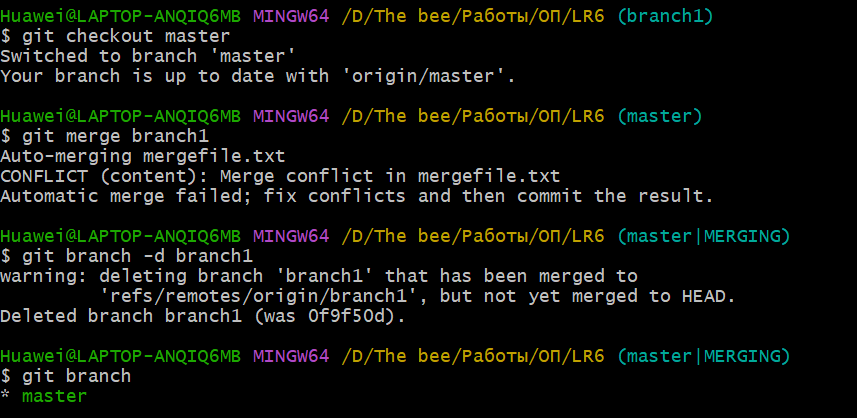 Huawei@LAPTOP-ANQIQ6MB MINGW64 /D/The bee/Работы/ОП/LR6 (branch1)
$ git checkout master
Switched to branch 'master'
Your branch is up to date with 'origin/master'.
Huawei@LAPTOP-ANQIQ6MB MINGW64 /D/The bee/Работы/ОП/LR6 (master)
$ git merge branch1
Auto-merging mergefile.txt
CONFLICT (content): Merge conflict in mergefile.txt
Automatic merge failed; fix conflicts and then commit the result.
Huawei@LAPTOP-ANQIQ6MB MINGW64 /D/The bee/Работы/ОП/LR6 (master|MERGING)
$ git branch -d branch1
warning: deleting branch 'branch1' that has been merged to
'refs/remotes/origin/branch1', but not yet merged to HEAD.
Deleted branch branch1 (was 0f9f50d).
Huawei@LAPTOP-ANQIQ6MB MINGW64 /D/The bee/Работы/ОП/LR6 (master|MERGING)
$ git branch
* master